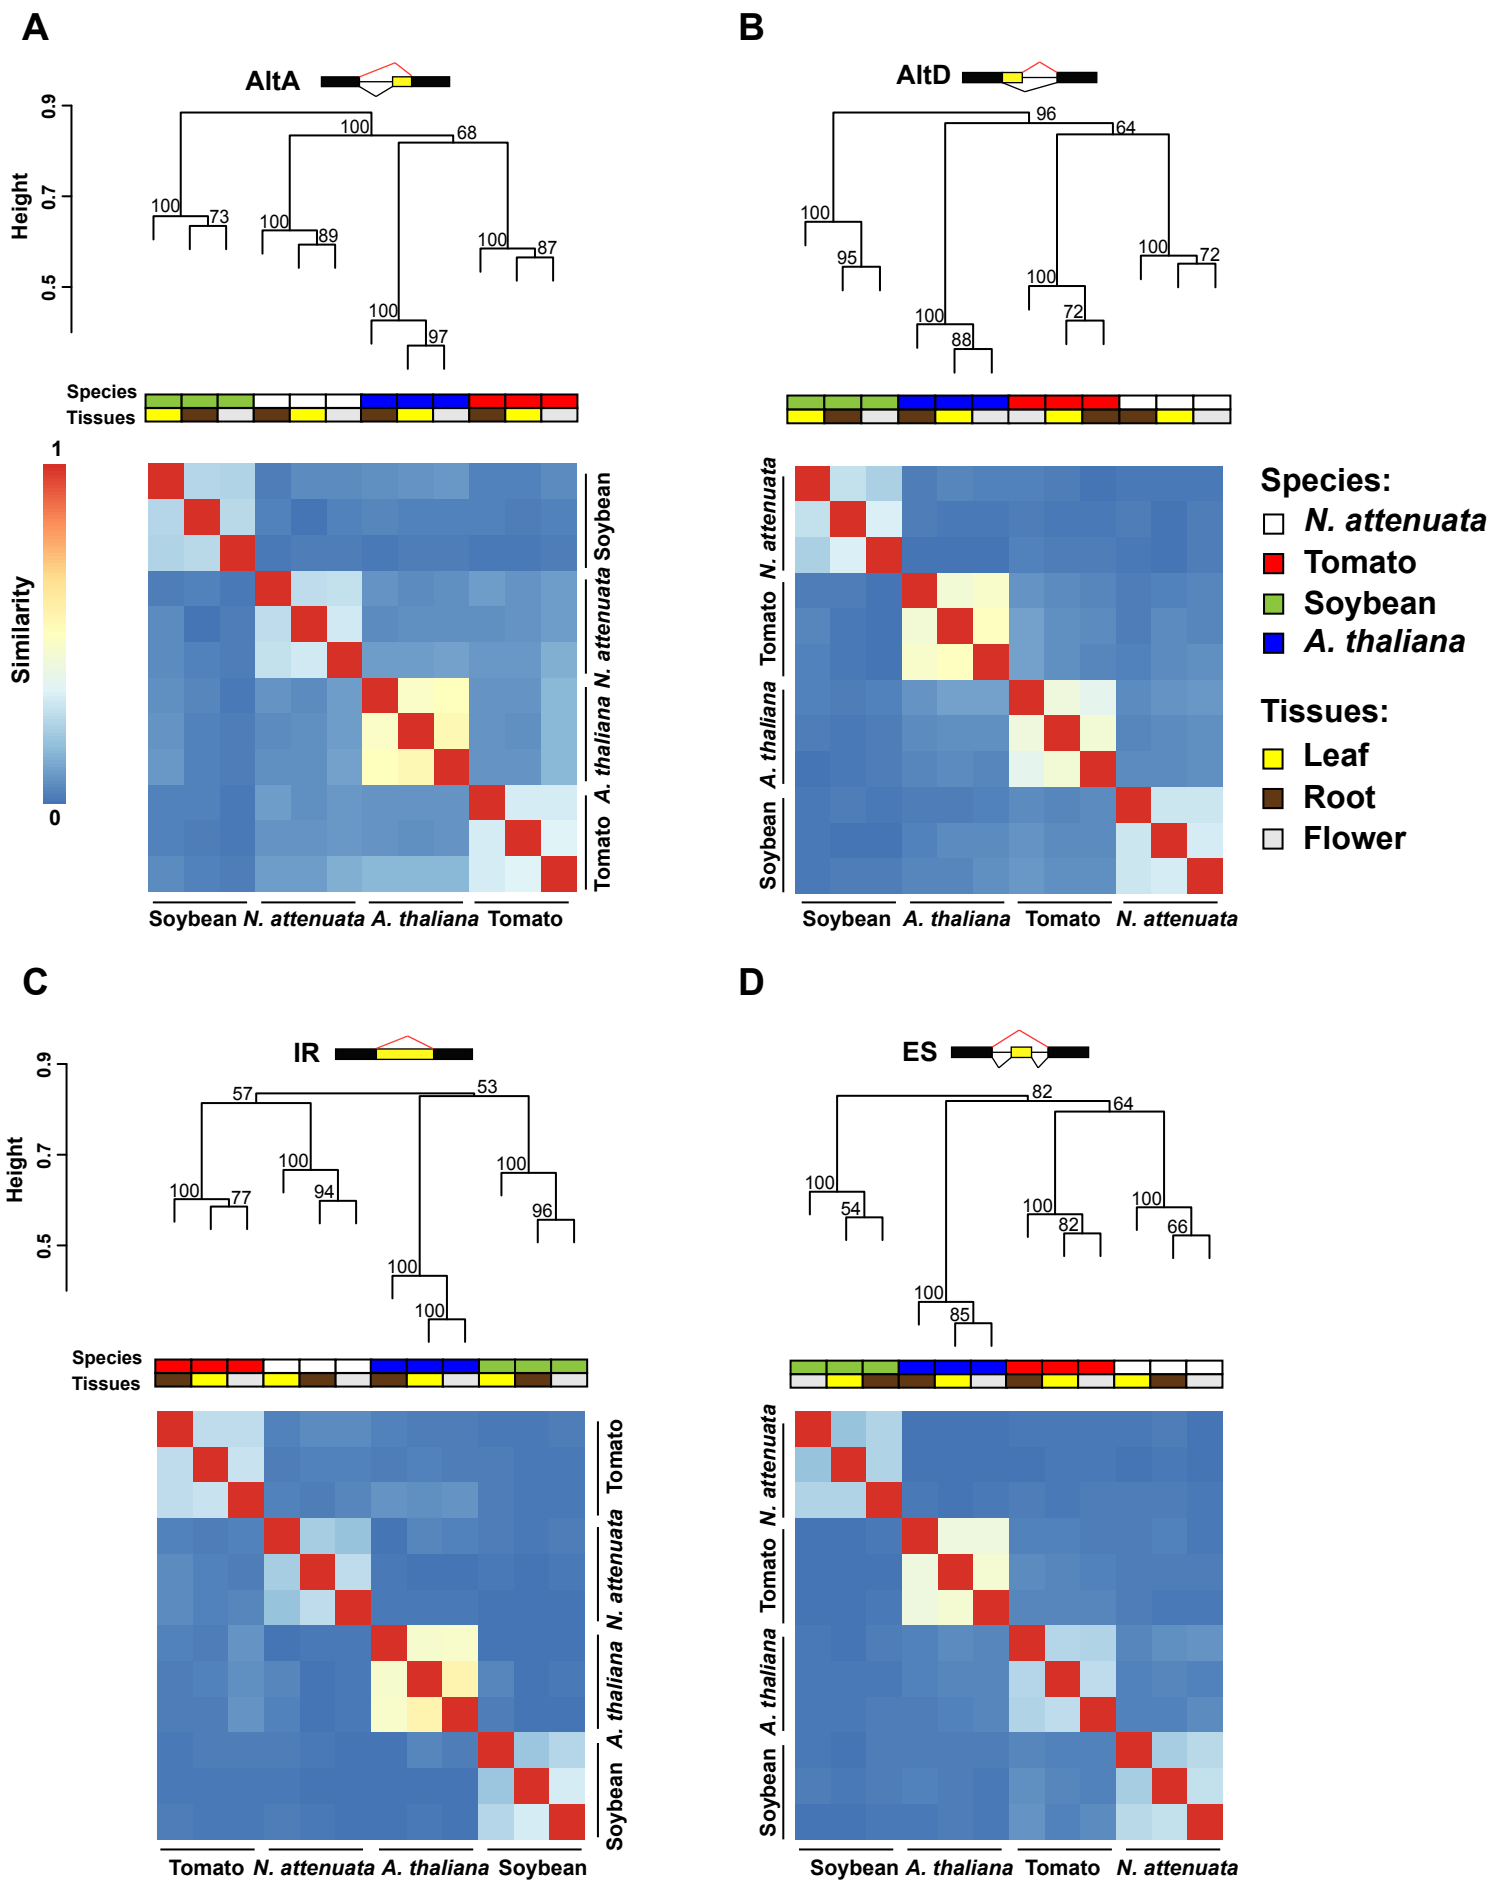 A
B
AltA
AltD
0.9
0.7
0.5
Height
100
68
100
73
100
89
100
87
100
97
96
64
100
95
100
72
100
72
100
88
Species
Tissues
1
Similarity
0
Soybean
N. attenuata
A. thaliana
Tomato
Soybean N. attenuata A. thaliana Tomato
N. attenuata
Tomato
A. thaliana
Soybean
Soybean A. thaliana Tomato N. attenuata
Species:
N. attenuata
Tomato
Soybean
A. thaliana
Tissues:
Leaf
Root
Flower
C
D
IR
ES
0.9
0.7
0.5
Height
57
53
100
77
100
94
100
96
100
100
82
64
100
54
100
82
100
66
100
85
Species
Tissues
Tomato
N. attenuata
A. thaliana
Soybean
Tomato N. attenuata A. thaliana Soybean
N. attenuata
Tomato
A. thaliana
Soybean
Soybean A. thaliana Tomato N. attenuata